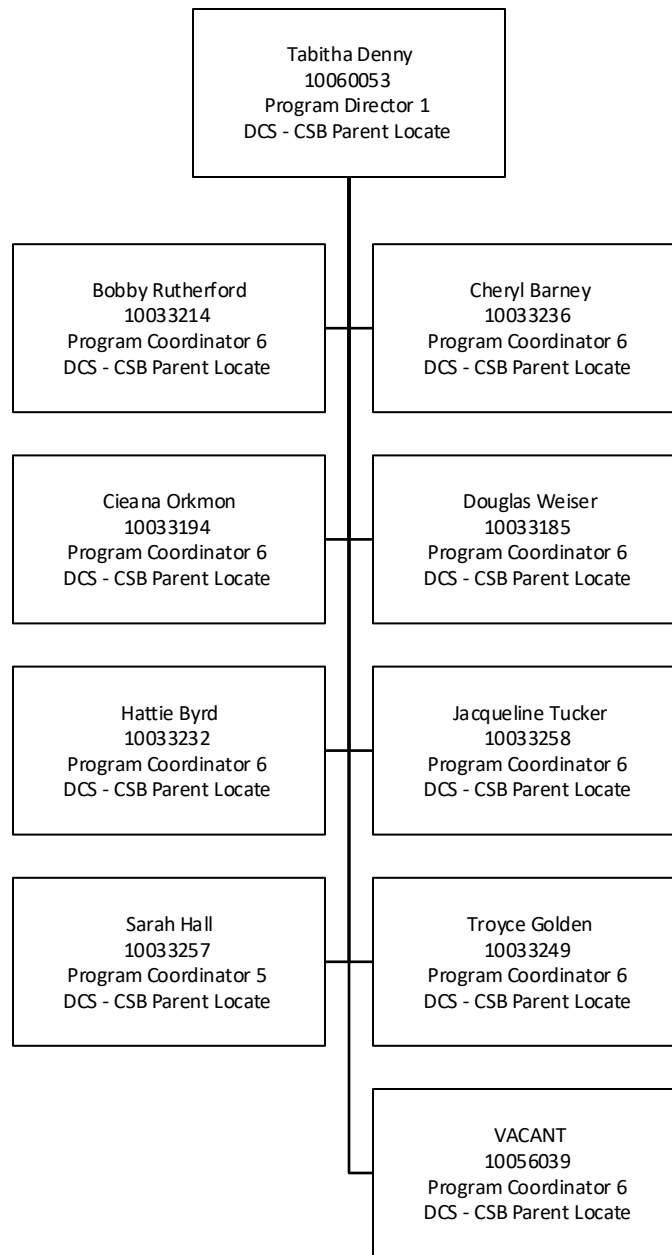 Tabitha Denny
10060053
Program Director 1
DCS - CSB Parent Locate
Bobby Rutherford
10033214
Program Coordinator 6
DCS - CSB Parent Locate
Cheryl Barney
10033236
Program Coordinator 6
DCS - CSB Parent Locate
Cieana Orkmon
10033194
Program Coordinator 6
DCS - CSB Parent Locate
Douglas Weiser
10033185
Program Coordinator 6
DCS - CSB Parent Locate
Hattie Byrd
10033232
Program Coordinator 6
DCS - CSB Parent Locate
Jacqueline Tucker
10033258
Program Coordinator 6
DCS - CSB Parent Locate
Sarah Hall
10033257
Program Coordinator 5
DCS - CSB Parent Locate
Troyce Golden
10033249
Program Coordinator 6
DCS - CSB Parent Locate
VACANT
10056039
Program Coordinator 6
DCS - CSB Parent Locate